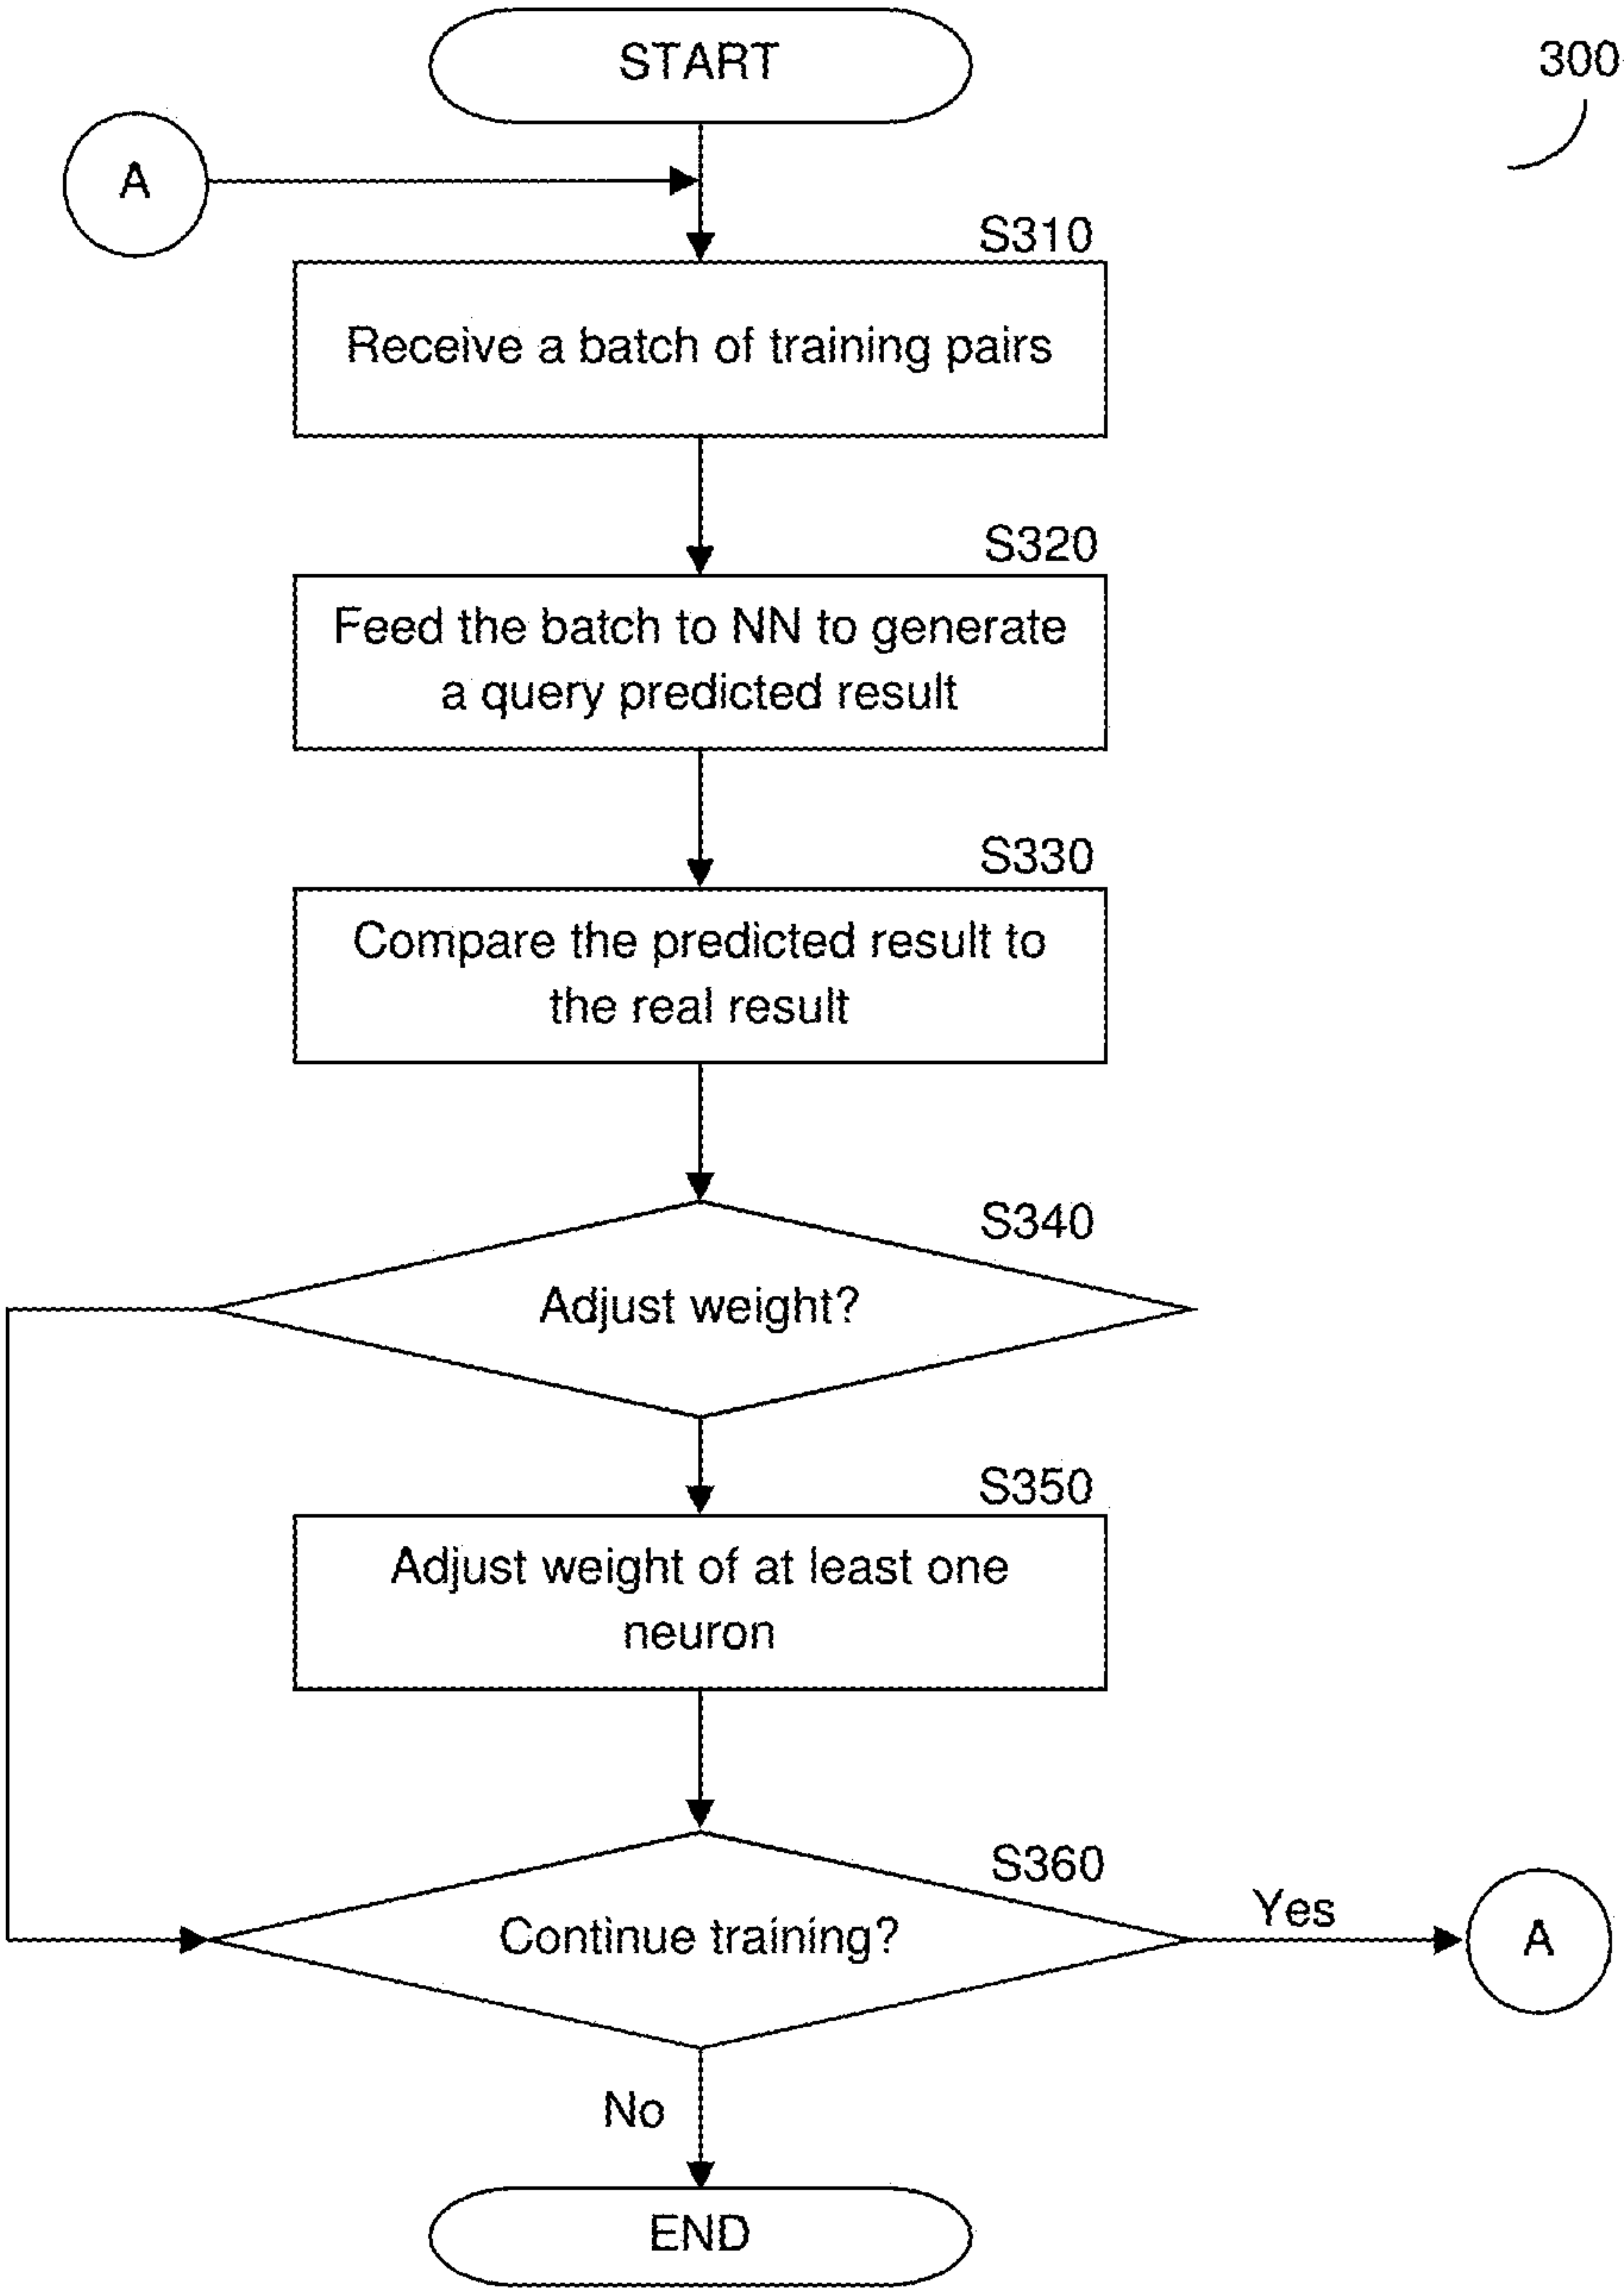 START
300
A
S310
Receive a batch of training pairs
S320
Feed the batch to NN to generate
a query predicted result
S330
Compare the predicted result to
the real result
S340
Adjust weight?
S350
Adjust weight of at least one
neuron
S360
Continue training?
Yes
A
No
END